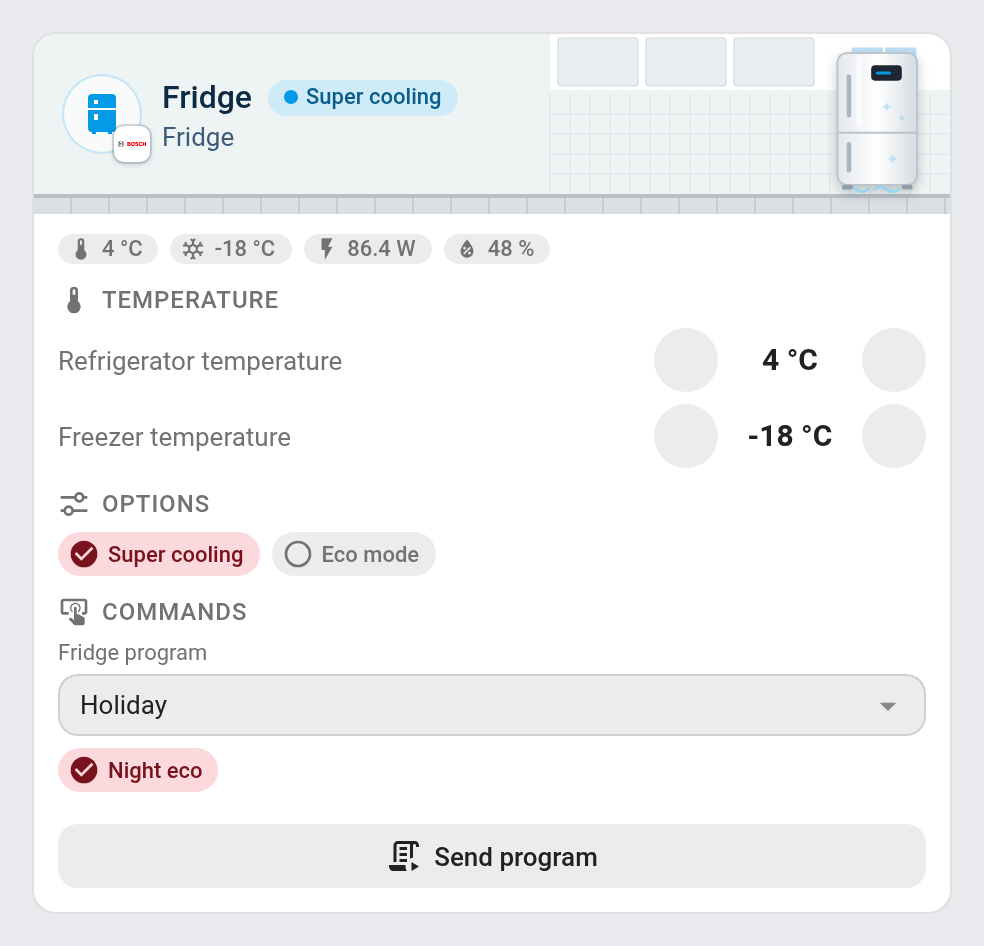 Fridge
Super cooling
Fridge
BOSCH
4 °C
-18 °C
86.4 W
48 %
TEMPERATURE
Refrigerator temperature
4 °C
Freezer temperature
-18 °C
OPTIONS
Super cooling
Eco mode
COMMANDS
Fridge program
Holiday
Night eco
Send program